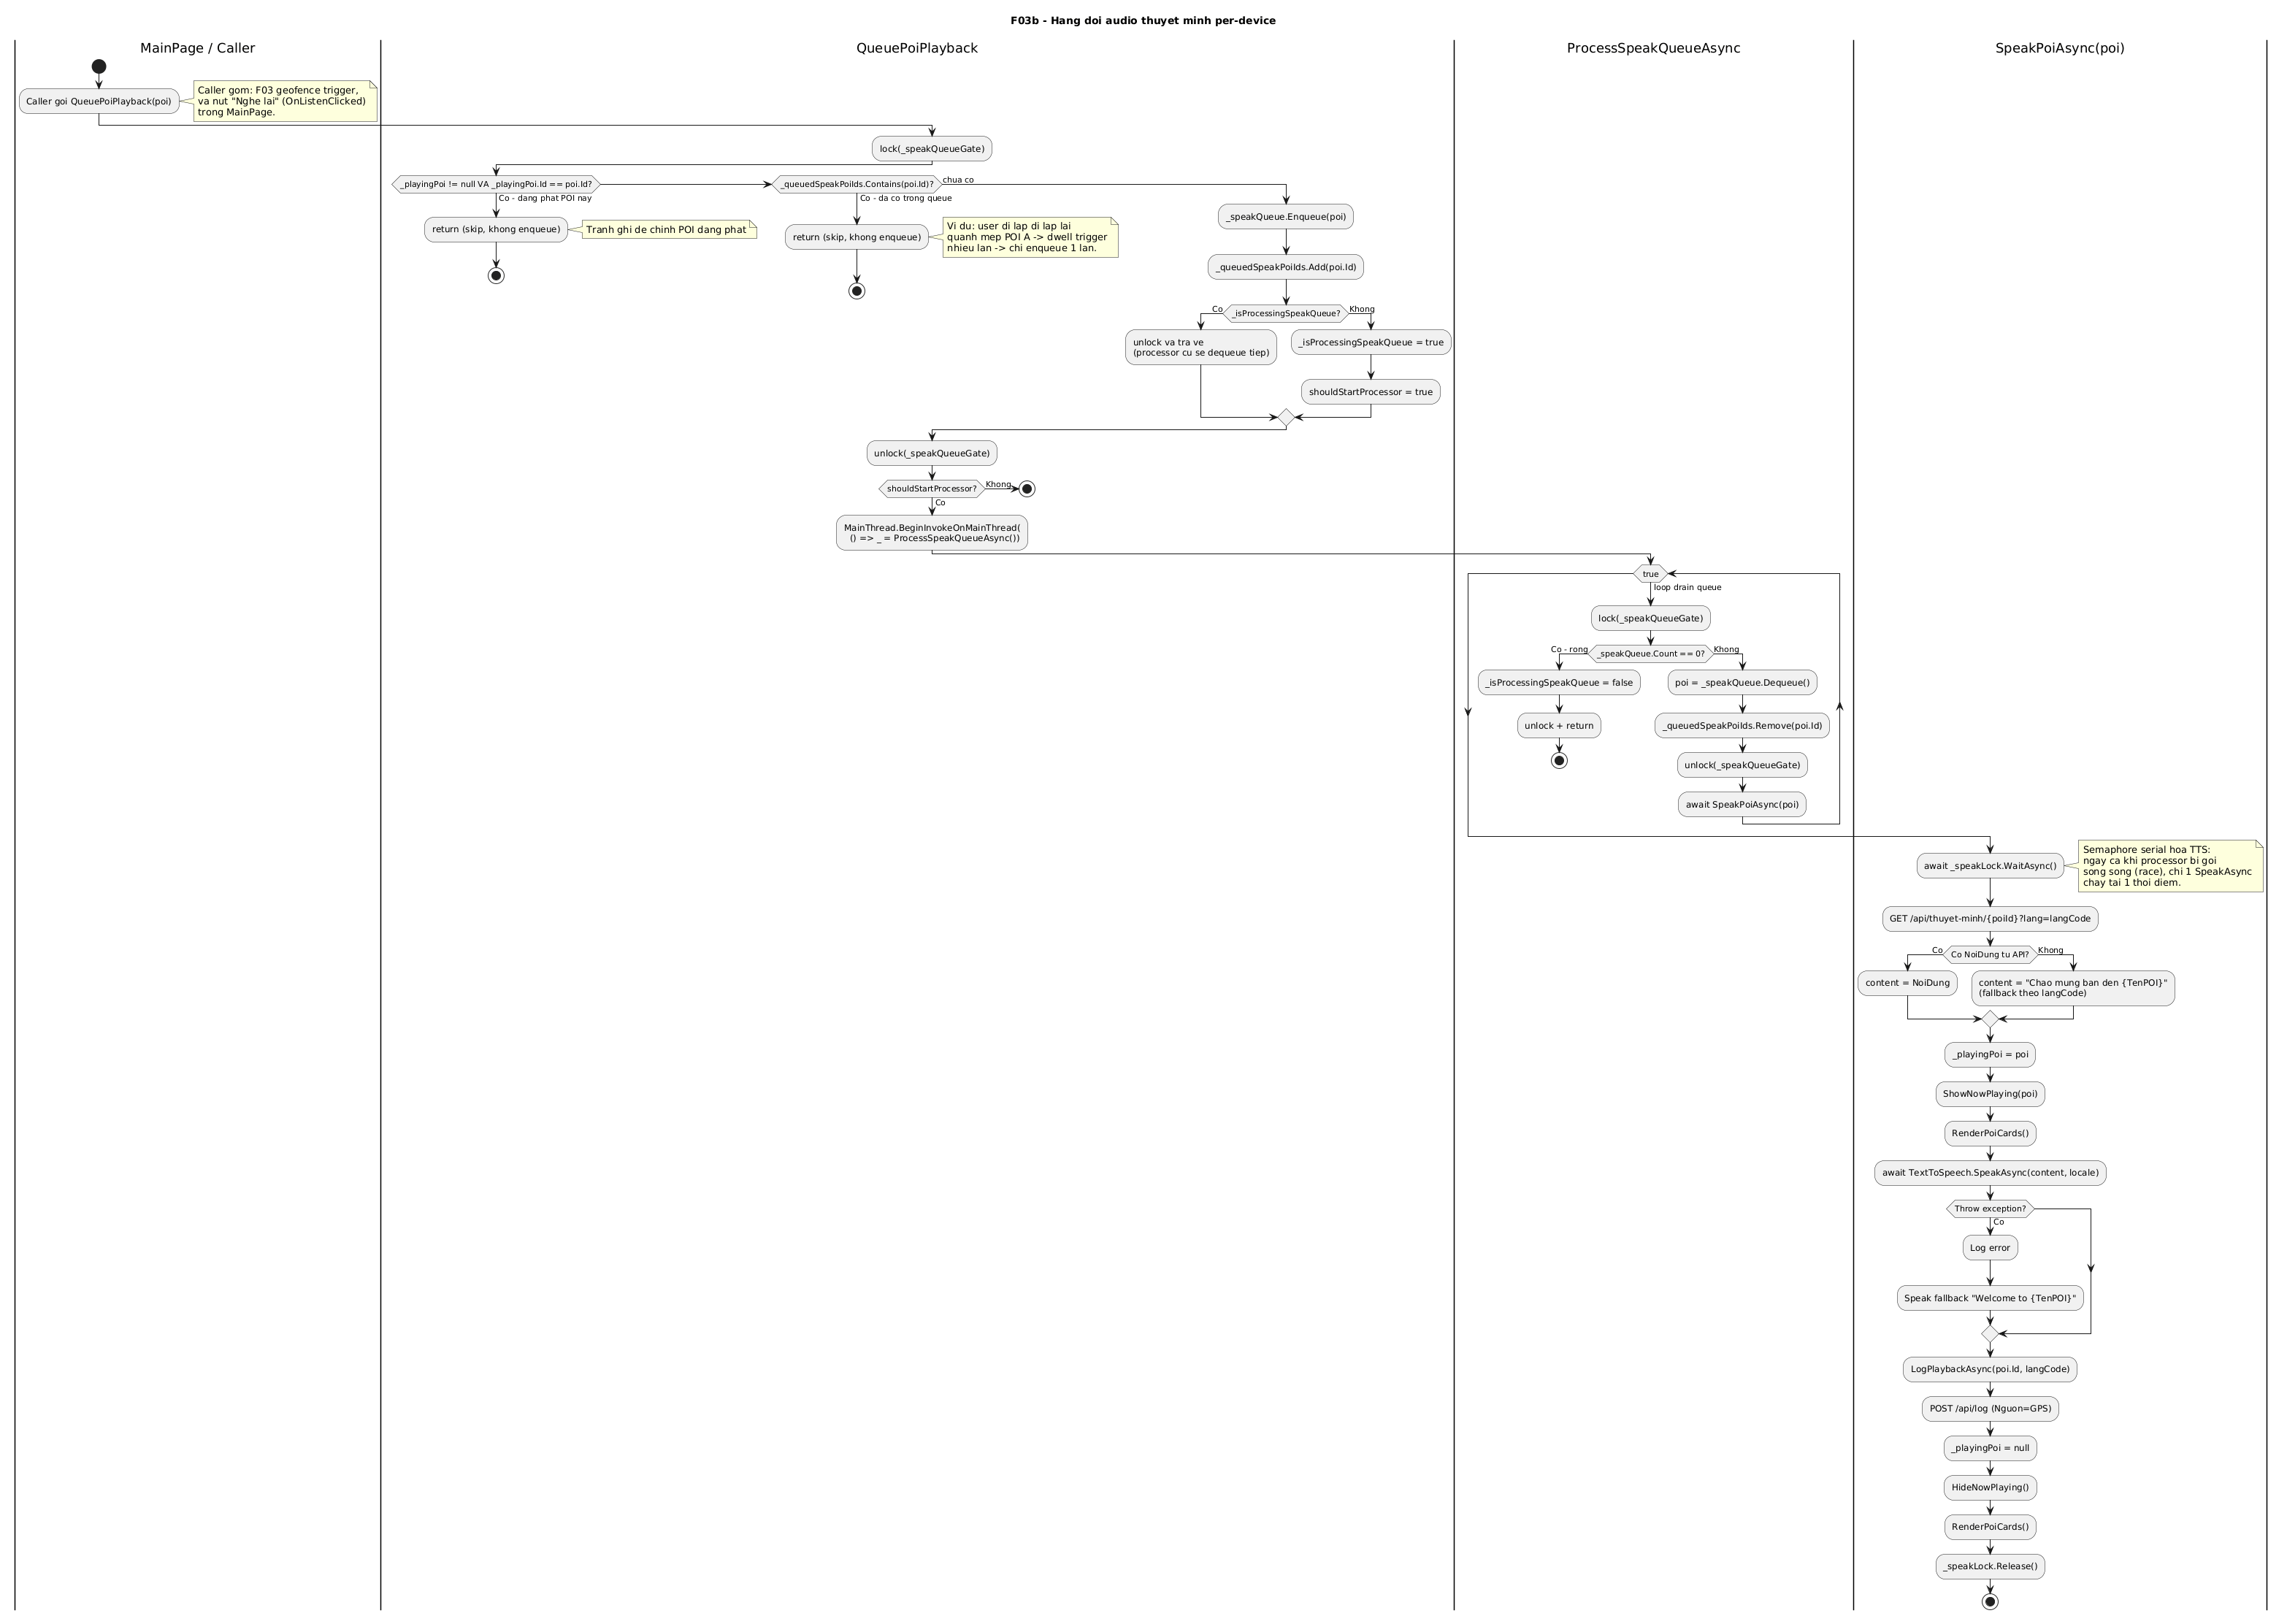 F03b - Hang doi audio thuyet minh per-device
MainPage / Caller
QueuePoiPlayback
ProcessSpeakQueueAsync
SpeakPoiAsync(poi)
Caller goi QueuePoiPlayback(poi)
Caller gom: F03 geofence trigger,
va nut "Nghe lai" (OnListenClicked)
trong MainPage.
lock(_speakQueueGate)
_playingPoi != null VA _playingPoi.Id == poi.Id?
Co - dang phat POI nay
return (skip, khong enqueue)
Tranh ghi de chinh POI dang phat
_queuedSpeakPoiIds.Contains(poi.Id)?
Co - da co trong queue
return (skip, khong enqueue)
Vi du: user di lap di lap lai
quanh mep POI A -> dwell trigger
nhieu lan -> chi enqueue 1 lan.
chua co
_speakQueue.Enqueue(poi)
_queuedSpeakPoiIds.Add(poi.Id)
_isProcessingSpeakQueue?
Co
Khong
unlock va tra ve
(processor cu se dequeue tiep)
_isProcessingSpeakQueue = true
shouldStartProcessor = true
unlock(_speakQueueGate)
shouldStartProcessor?
Khong
Co
MainThread.BeginInvokeOnMainThread(
() => _ = ProcessSpeakQueueAsync())
true
loop drain queue
lock(_speakQueueGate)
_speakQueue.Count == 0?
Co - rong
Khong
_isProcessingSpeakQueue = false
unlock + return
poi = _speakQueue.Dequeue()
_queuedSpeakPoiIds.Remove(poi.Id)
unlock(_speakQueueGate)
await SpeakPoiAsync(poi)
await _speakLock.WaitAsync()
Semaphore serial hoa TTS:
ngay ca khi processor bi goi
song song (race), chi 1 SpeakAsync
chay tai 1 thoi diem.
GET /api/thuyet-minh/{poiId}?lang=langCode
Co NoiDung tu API?
Co
Khong
content = NoiDung
content = "Chao mung ban den {TenPOI}"
(fallback theo langCode)
_playingPoi = poi
ShowNowPlaying(poi)
RenderPoiCards()
await TextToSpeech.SpeakAsync(content, locale)
Throw exception?
Co
Log error
Speak fallback "Welcome to {TenPOI}"
LogPlaybackAsync(poi.Id, langCode)
POST /api/log (Nguon=GPS)
_playingPoi = null
HideNowPlaying()
RenderPoiCards()
_speakLock.Release()